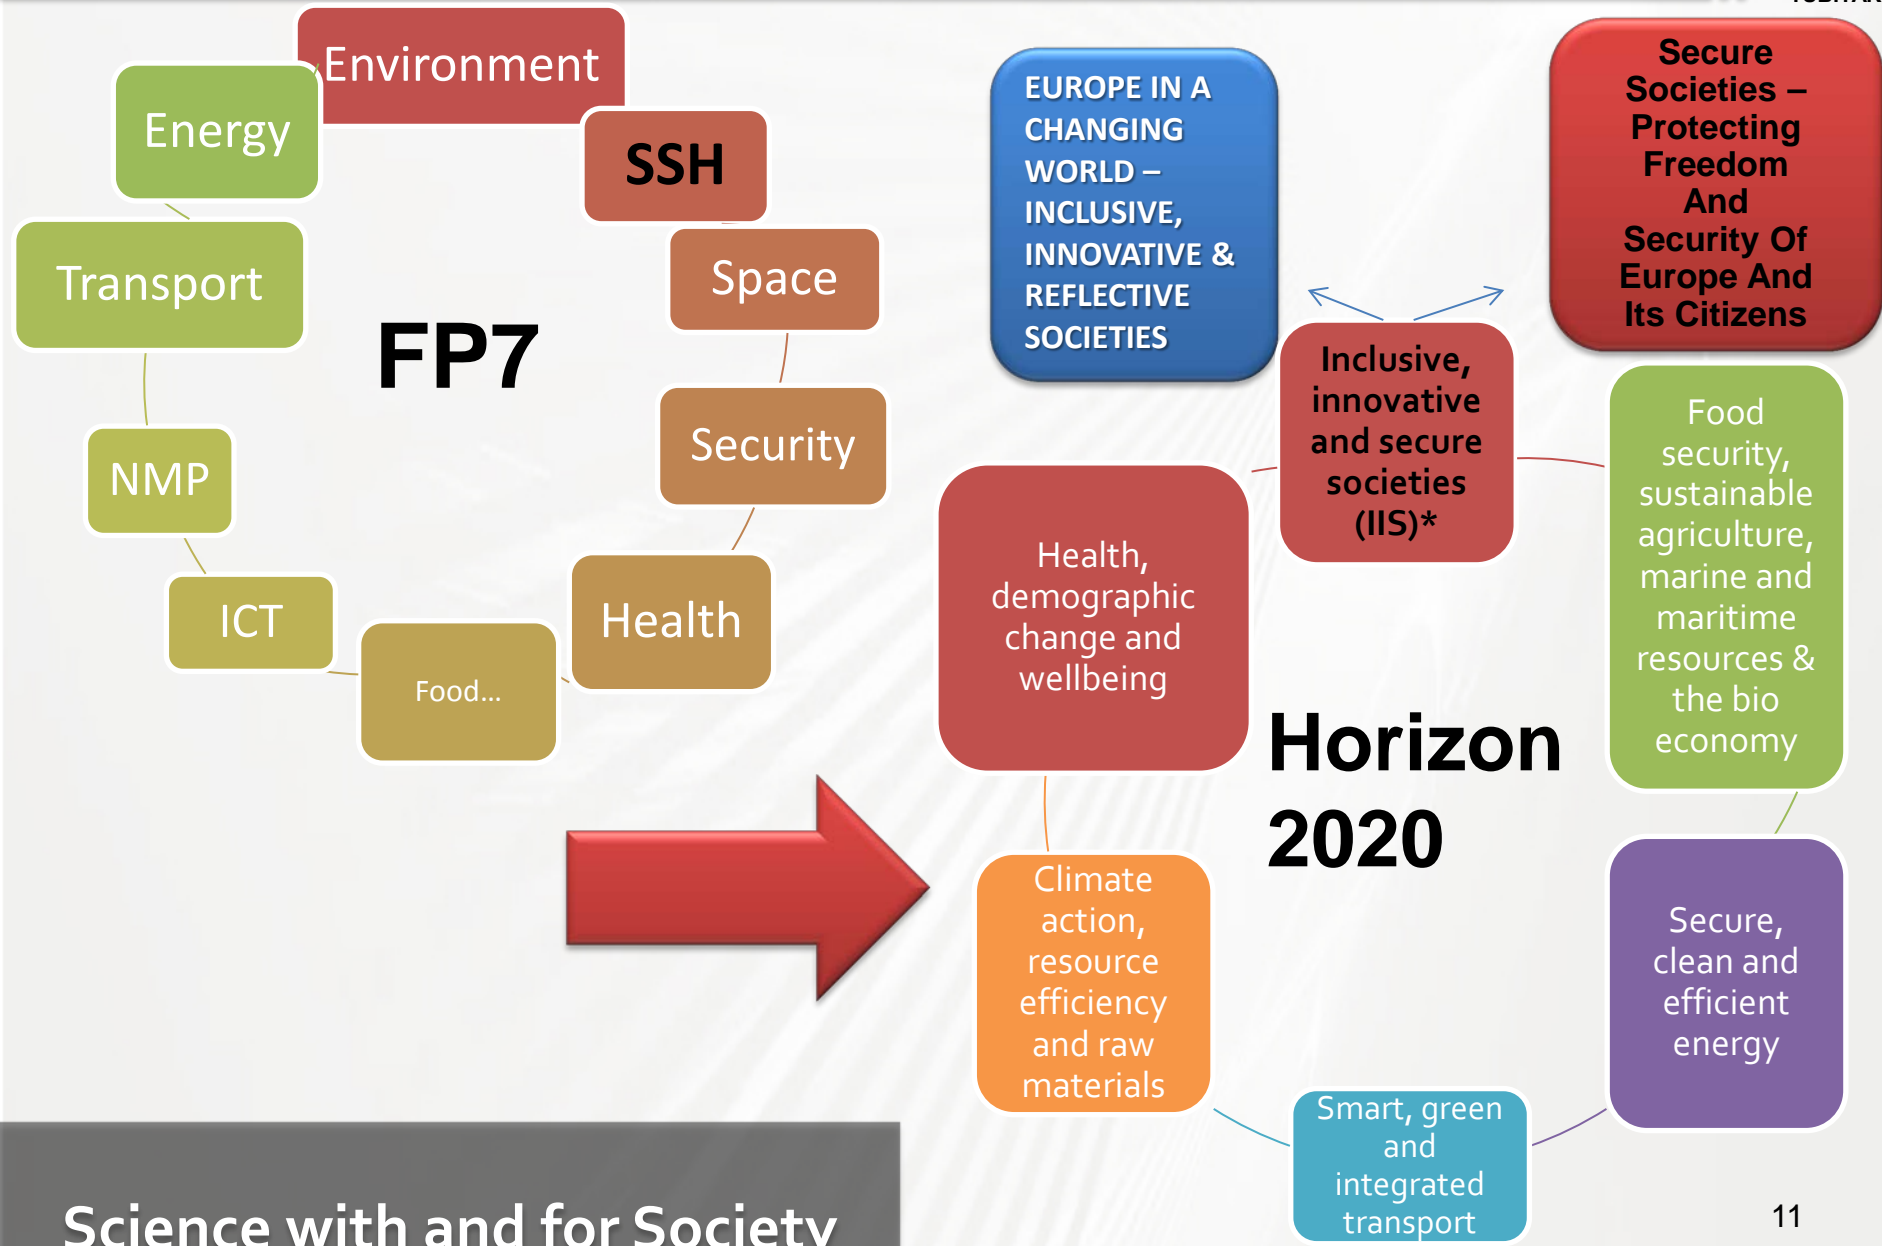 Environment
Energy
SSH
Transport
Space
FP7
Security
NMP
Health
ICT
Food...
EUROPE IN A
CHANGING
WORLD –
INCLUSIVE,
INNOVATIVE &
REFLECTIVE
SOCIETIES
Secure
Societies –
Protecting
Freedom
And
Security Of
Europe And
Its Citizens
Inclusive,
innovative
and secure
societies
(IIS)*
Food
security,
sustainable
agriculture,
marine and
maritime
resources &
the bio
economy
Health,
demographic
change and
wellbeing
Horizon
2020
Climate
action,
resource
efficiency
and raw
materials
Secure,
clean and
efficient
energy
Smart, green
and
integrated
transport
Science with and for Society
11